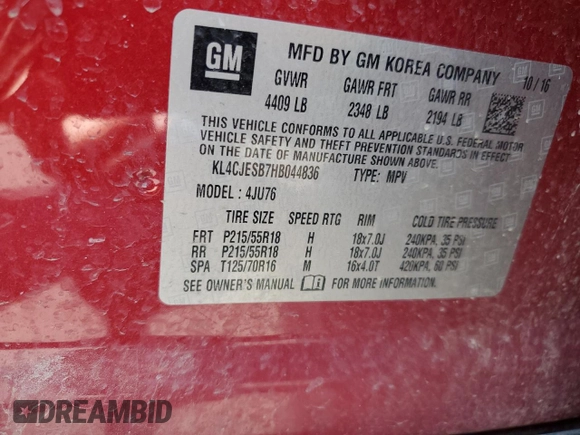 GM
MFD BY GM KOREA COMPANY
10/16
GVWR GAWR FRT GAWR RR
4409 LB 2348 LB 2194 LB
THIS VEHICLE CONFORMS TO ALL APPLICABLE U.S. FEDERAL MOTOR
VEHICLE SAFETY AND THEFT PREVENTION STANDARDS IN EFFECT ON
THE DATE OF MANUFACTURE SHOWN ABOVE.
KL4CJESB7HB044836 TYPE: MPV
MODEL: 4JU76
TIRE SIZE SPEED RTG RIM COLD TIRE PRESSURE
FRT P215/55R18 H 18x7.0J 240KPA, 35 PSI
RR P215/55R18 H 18x7.0J 240KPA, 35 PSI
SPA T125/70R16 M 16x4.0T 420KPA, 60 PSI
SEE OWNER'S MANUAL FOR MORE INFORMATION
DREAMBID